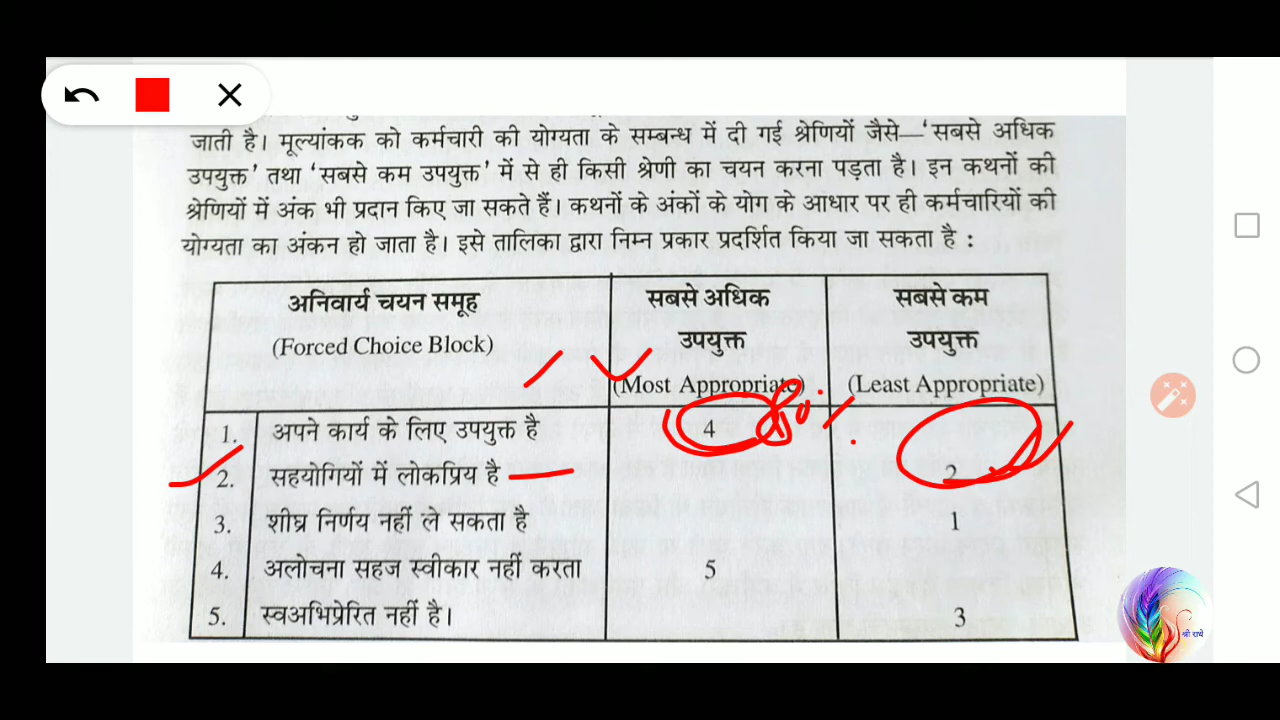 जाती है। मूल्यांकक को कर्मचारी की योग्यता के सम्बन्ध में दी गई श्रेणियों जैसे—'सबसे अधिक
उपयुक्त' तथा 'सबसे कम उपयुक्त' में से ही किसी श्रेणी का चयन करना पड़ता है। इन कथनों की
श्रेणियों में अंक भी प्रदान किए जा सकते हैं। कथनों के अंकों के योग के आधार पर ही कर्मचारियों की
योग्यता का अंकन हो जाता है। इसे तालिका द्वारा निम्न प्रकार प्रदर्शित किया जा सकता है :
अनिवार्य चयन समूह सबसे अधिक सबसे कम
(Forced Choice Block) उपयुक्त उपयुक्त
(Most Appropriate) (Least Appropriate)
1. अपने कार्य के लिए उपयुक्त है 4 80%
2. सहयोगियों में लोकप्रिय है 2
3. शीघ्र निर्णय नहीं ले सकता है 1
4. अलोचना सहज स्वीकार नहीं करता 5
5. स्वअभिप्रेरित नहीं है। 3
श्री राधे